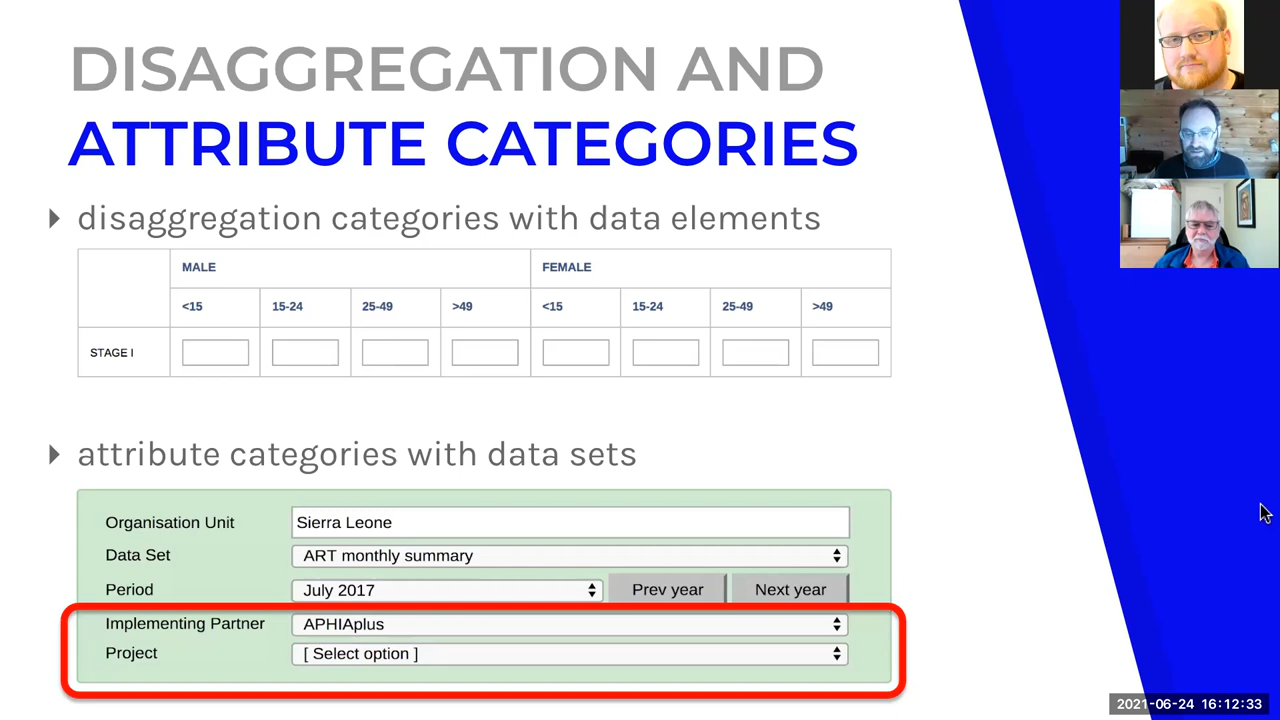 DISAGGREGATION AND
ATTRIBUTE CATEGORIES
disaggregation categories with data elements
MALE FEMALE
<15 15-24 25-49 >49 <15 15-24 25-49 >49
STAGE I
attribute categories with data sets
Organisation Unit Sierra Leone
Data Set ART monthly summary
Period July 2017 Prev year Next year
Implementing Partner APHIAplus
Project [ Select option ]
2021-06-24 16:12:33